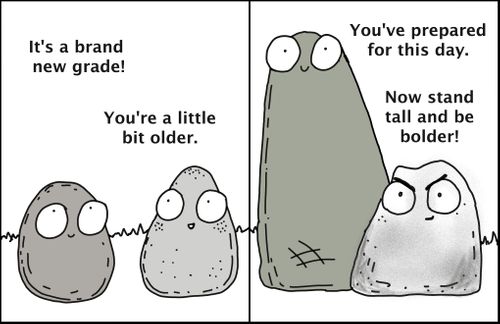 It's a brand
new grade!
You're a little
bit older.
You've prepared
for this day.
Now stand
tall and be
bolder!